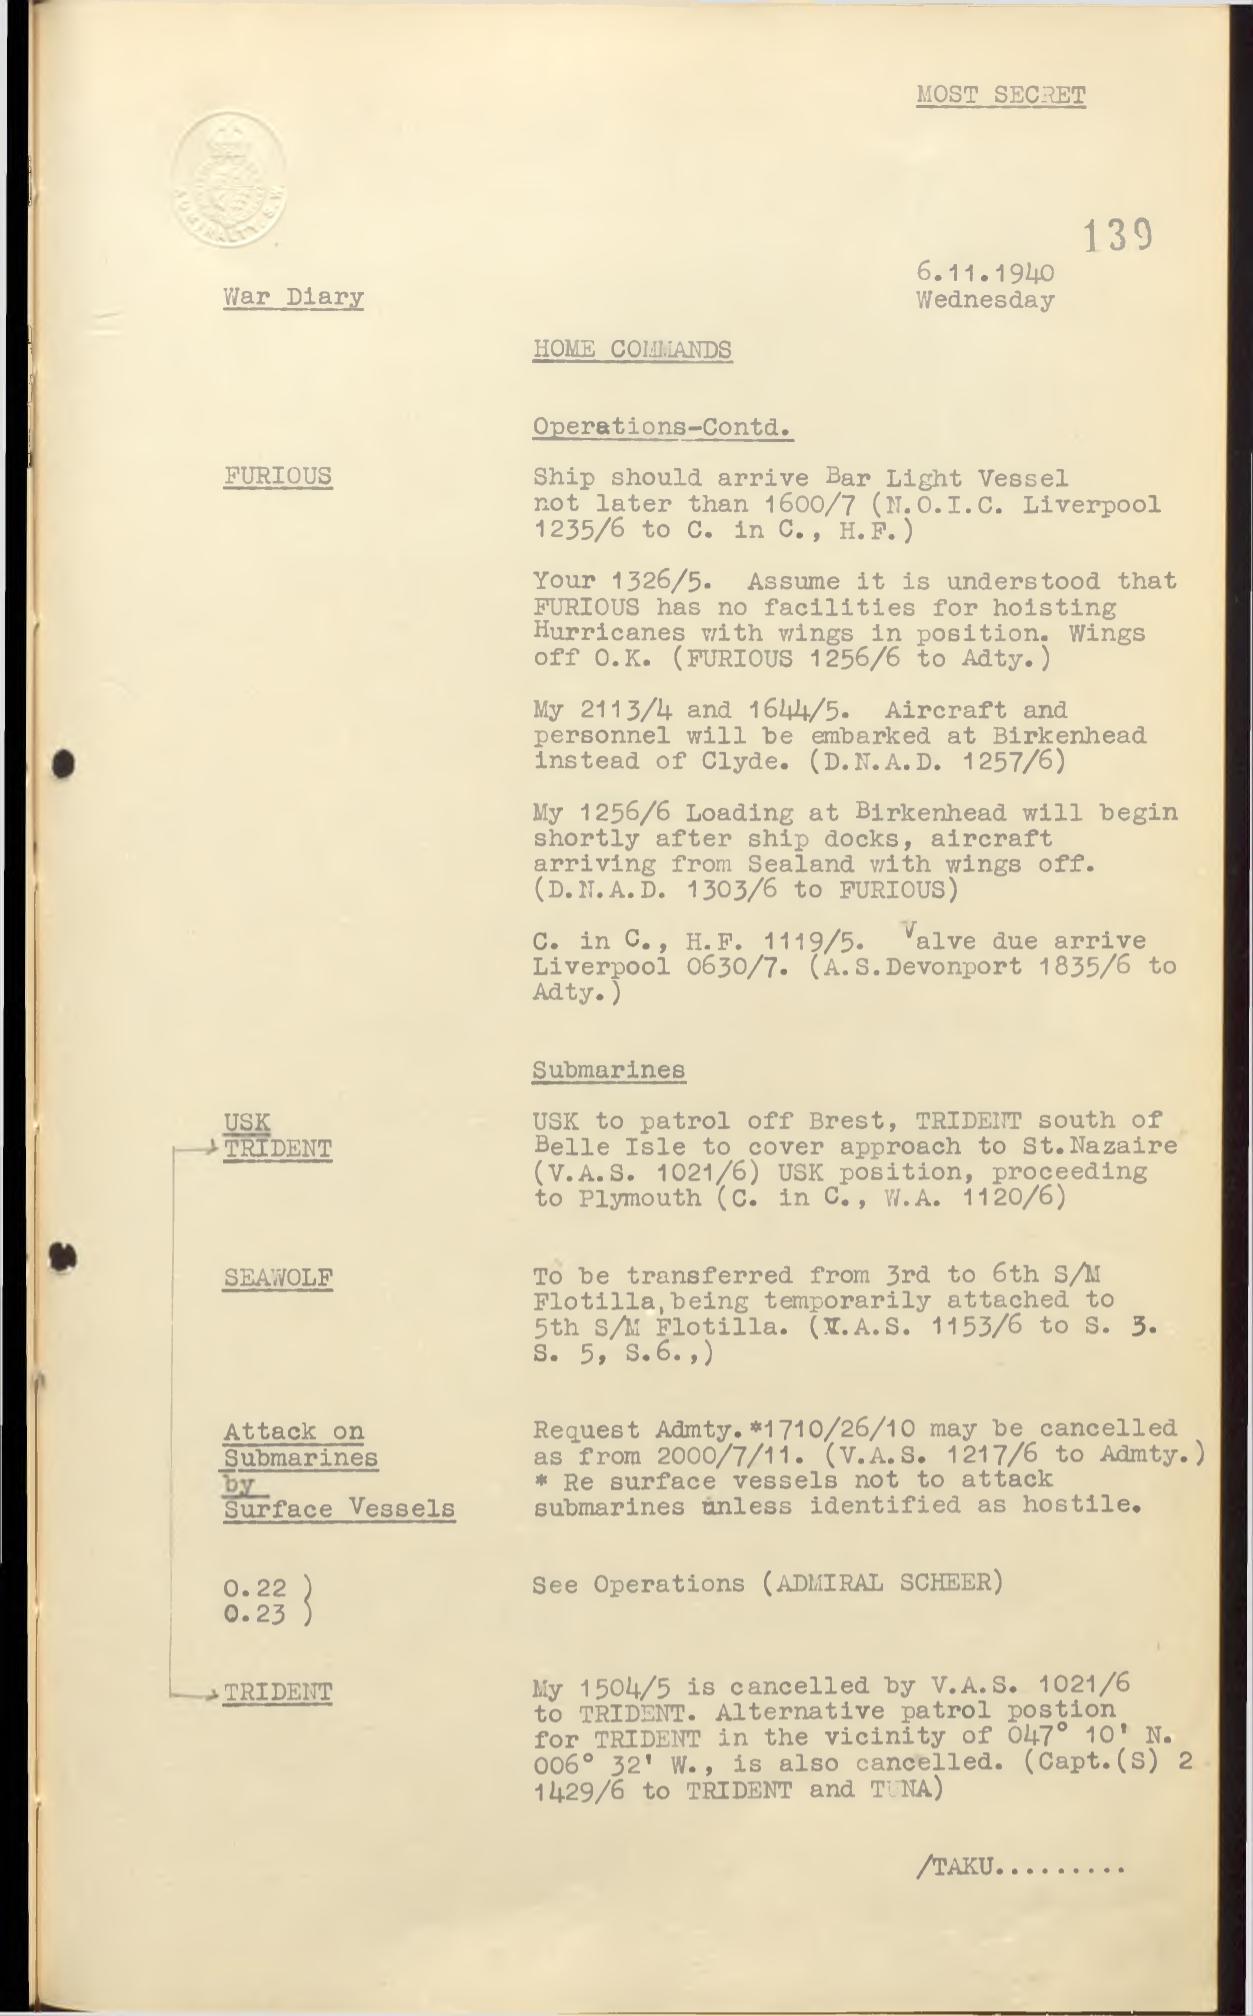 MOST SECRET
ADMIRALTY. S.W.
139
6.11.1940
War Diary
Wednesday
HOME COMMANDS
Operations-Contd.
FURIOUS
Ship should arrive Bar Light Vessel
not later than 1600/7 (N.O.I.C. Liverpool
1235/6 to C. in C., H.F.)
Your 1326/5. Assume it is understood that
FURIOUS has no facilities for hoisting
Hurricanes with wings in position. Wings
off O.K. (FURIOUS 1256/6 to Adty.)
My 2113/4 and 1644/5. Aircraft and
personnel will be embarked at Birkenhead
instead of Clyde. (D.N.A.D. 1257/6)
My 1256/6 Loading at Birkenhead will begin
shortly after ship docks, aircraft
arriving from Sealand with wings off.
(D.N.A.D. 1303/6 to FURIOUS)
C. in C., H.F. 1119/5. Valve due arrive
Liverpool 0630/7. (A.S.Devonport 1835/6 to
Adty.)
Submarines
USK
TRIDENT
USK to patrol off Brest, TRIDENT south of
Belle Isle to cover approach to St.Nazaire
(V.A.S. 1021/6) USK position, proceeding
to Plymouth (C. in C., W.A. 1120/6)
SEAWOLF
To be transferred from 3rd to 6th S/M
Flotilla,being temporarily attached to
5th S/M Flotilla. (V.A.S. 1153/6 to S. 3.
S. 5, S.6.,)
Attack on
Submarines
by
Surface Vessels
Request Admty.*1710/26/10 may be cancelled
as from 2000/7/11. (V.A.S. 1217/6 to Admty.)
* Re surface vessels not to attack
submarines unless identified as hostile.
0.22 )
0.23 )
See Operations (ADMIRAL SCHEER)
TRIDENT
My 1504/5 is cancelled by V.A.S. 1021/6
to TRIDENT. Alternative patrol postion
for TRIDENT in the vicinity of 047° 10' N.
006° 32' W., is also cancelled. (Capt.(S) 2
1429/6 to TRIDENT and TUNA)
/TAKU.........